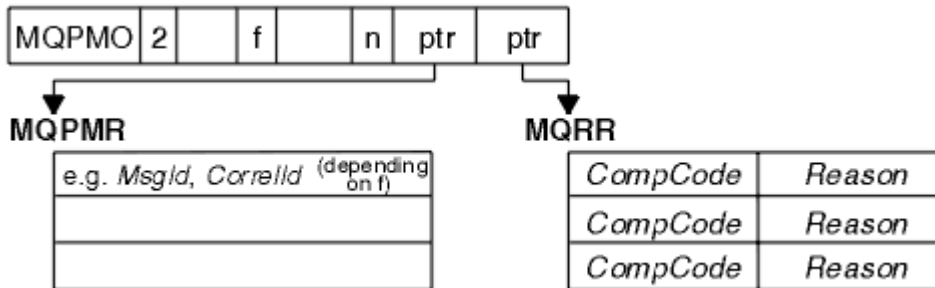 MQPMO 2 f n ptr ptr
MQPMR MQRR
e.g. MsgId, CorrelId (depending on f) CompCode Reason
CompCode Reason
CompCode Reason